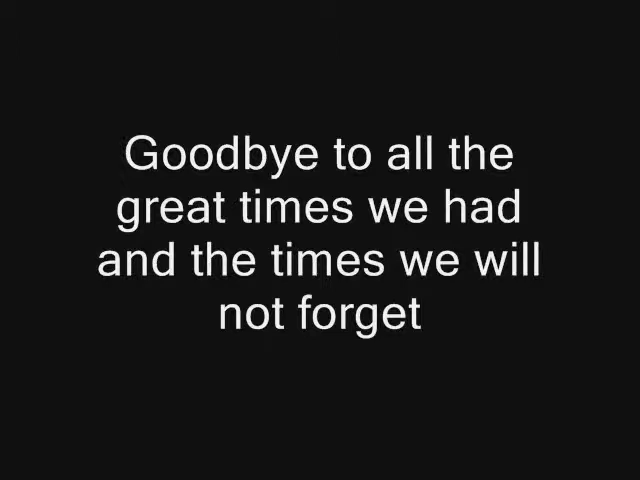 Goodbye to all the
great times we had
and the times we will
not forget